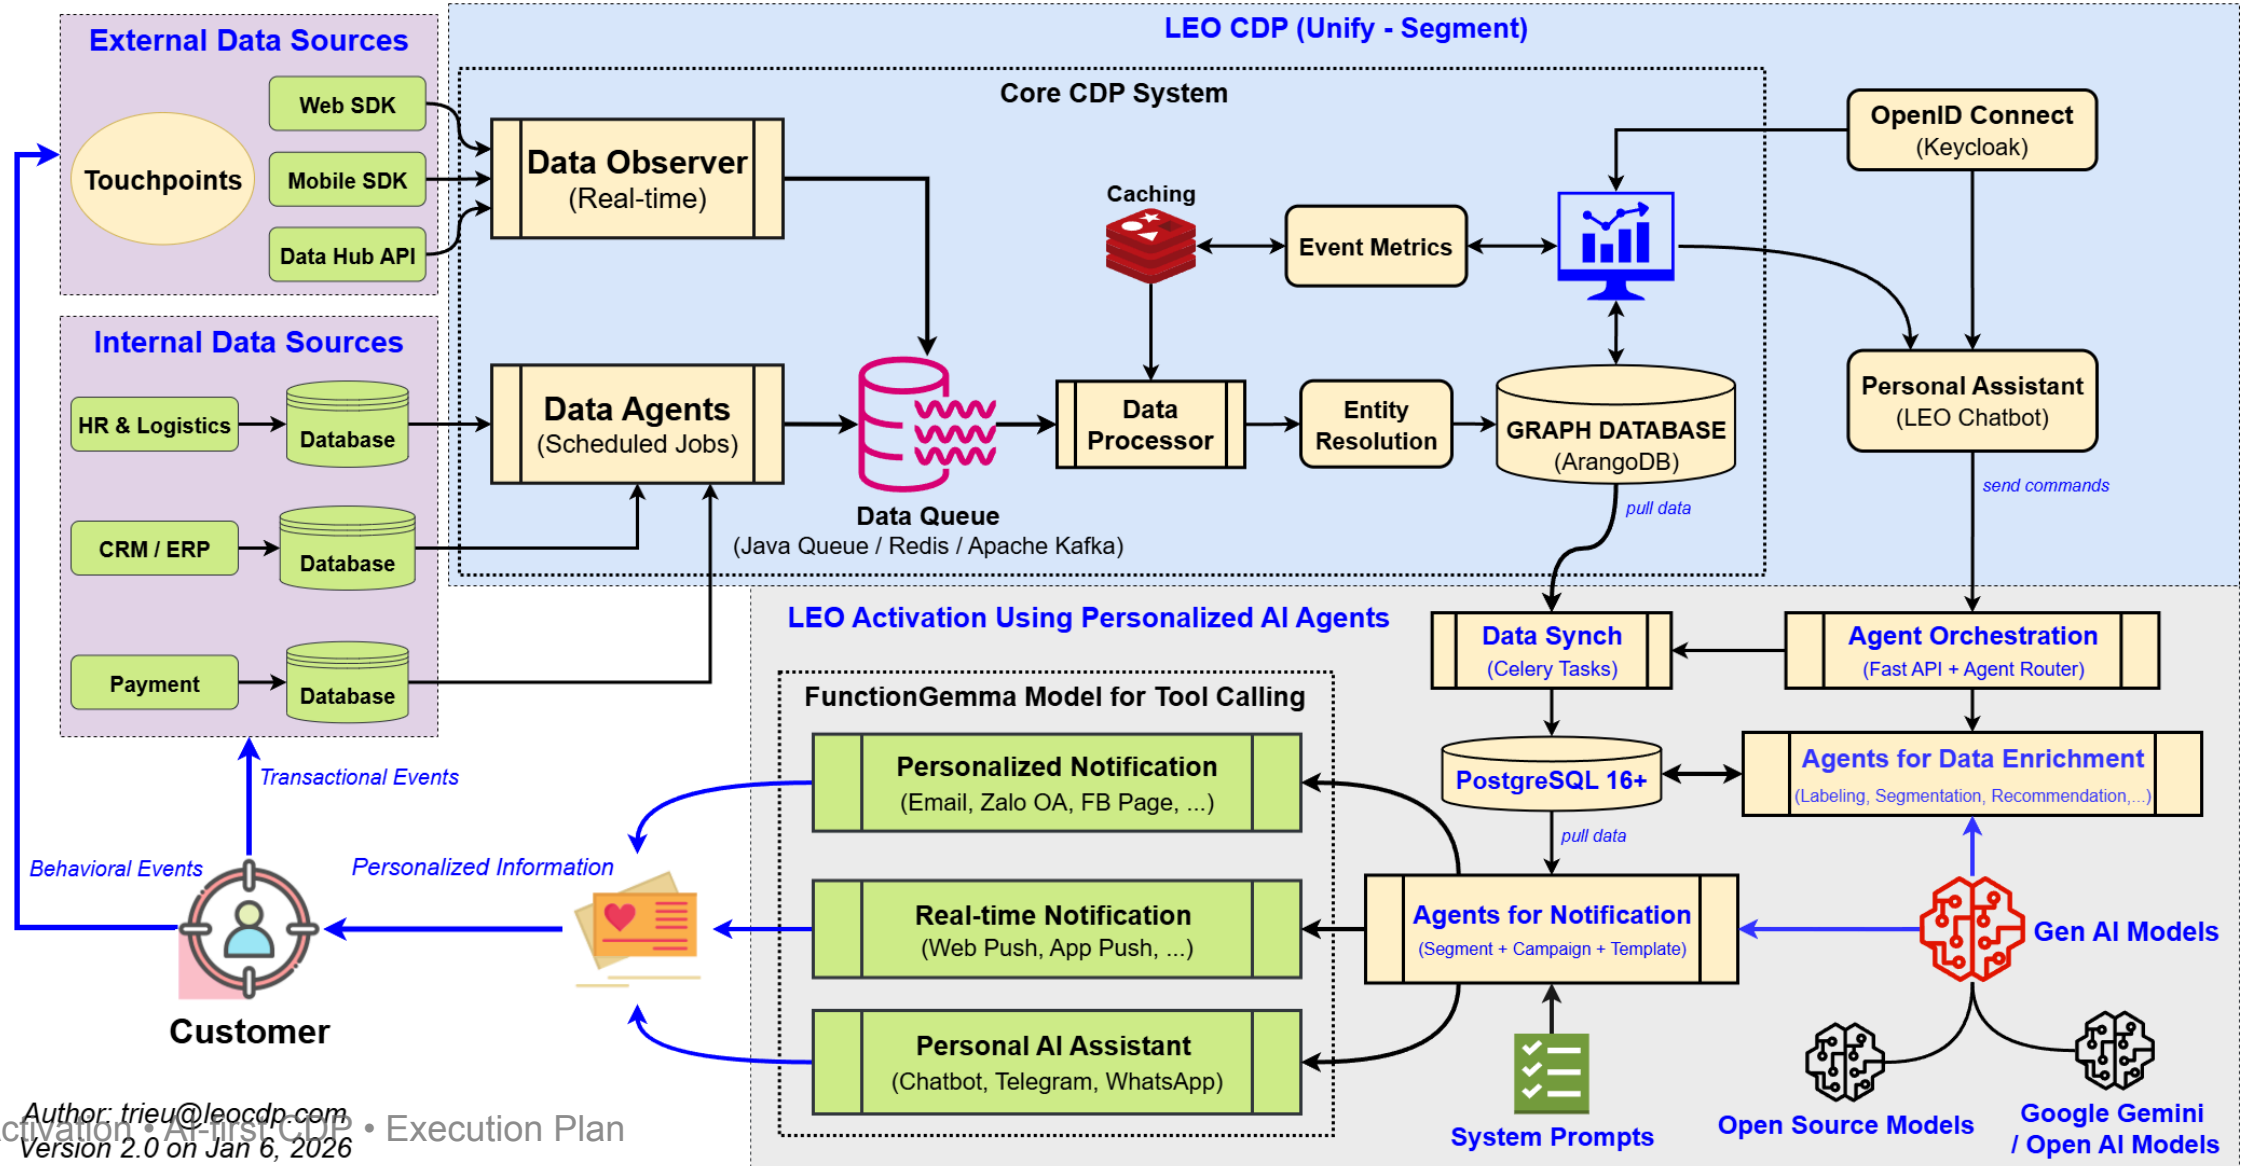 External Data Sources
Touchpoints
Web SDK
Mobile SDK
Data Hub API
Internal Data Sources
HR & Logistics
Database
CRM / ERP
Database
Payment
Database
LEO CDP (Unify - Segment)
Core CDP System
Data Observer
(Real-time)
Data Agents
(Scheduled Jobs)
Data Queue
(Java Queue / Redis / Apache Kafka)
Caching
Event Metrics
Data
Processor
Entity
Resolution
GRAPH DATABASE
(ArangoDB)
pull data
OpenID Connect
(Keycloak)
Personal Assistant
(LEO Chatbot)
send commands
LEO Activation Using Personalized AI Agents
Data Synch
(Celery Tasks)
Agent Orchestration
(Fast API + Agent Router)
PostgreSQL 16+
Agents for Data Enrichment
(Labeling, Segmentation, Recommendation,...)
pull data
Agents for Notification
(Segment + Campaign + Template)
Gen AI Models
System Prompts
Open Source Models
Google Gemini
/ Open AI Models
FunctionGemma Model for Tool Calling
Personalized Notification
(Email, Zalo OA, FB Page, ...)
Real-time Notification
(Web Push, App Push, ...)
Personal AI Assistant
(Chatbot, Telegram, WhatsApp)
Transactional Events
Behavioral Events
Personalized Information
Customer
Author: trieu@leocdp.com
ctivation • AI-first CDP • Execution Plan
Version 2.0 on Jan 6, 2026